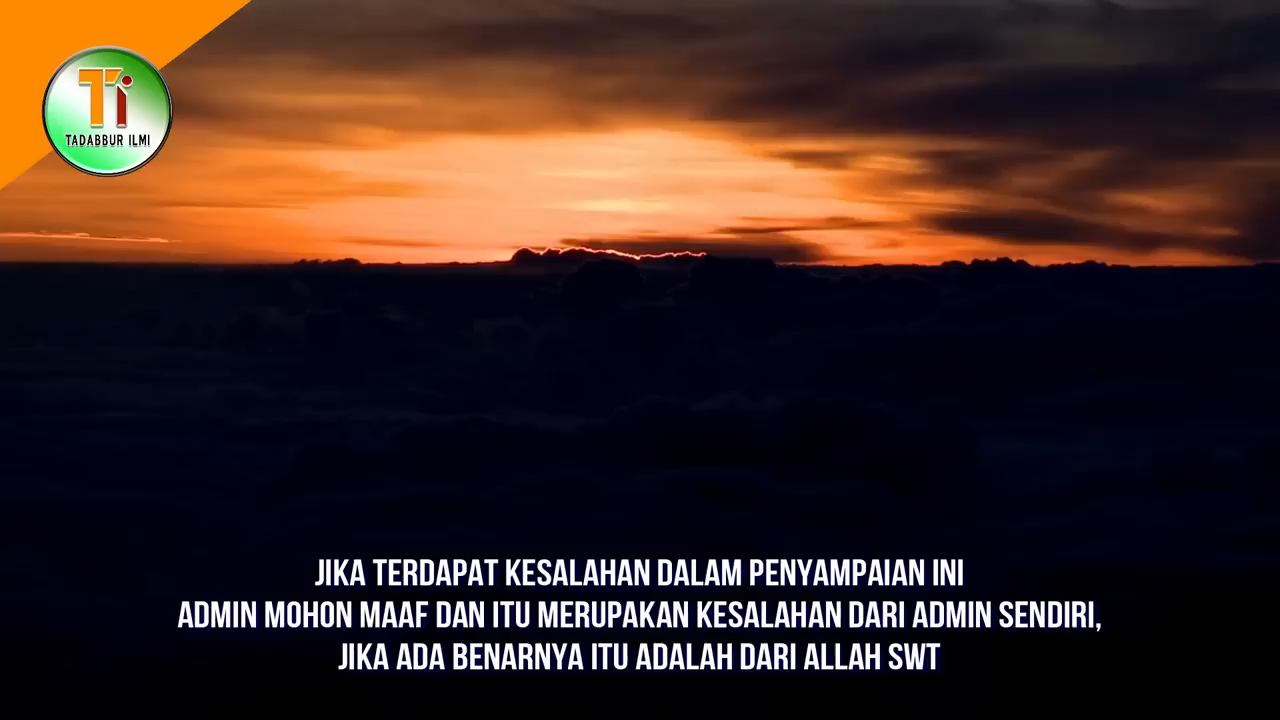 Ti
TADABBUR ILMI
JIKA TERDAPAT KESALAHAN DALAM PENYAMPAIAN INI
ADMIN MOHON MAAF DAN ITU MERUPAKAN KESALAHAN DARI ADMIN SENDIRI,
JIKA ADA BENARNYA ITU ADALAH DARI ALLAH SWT